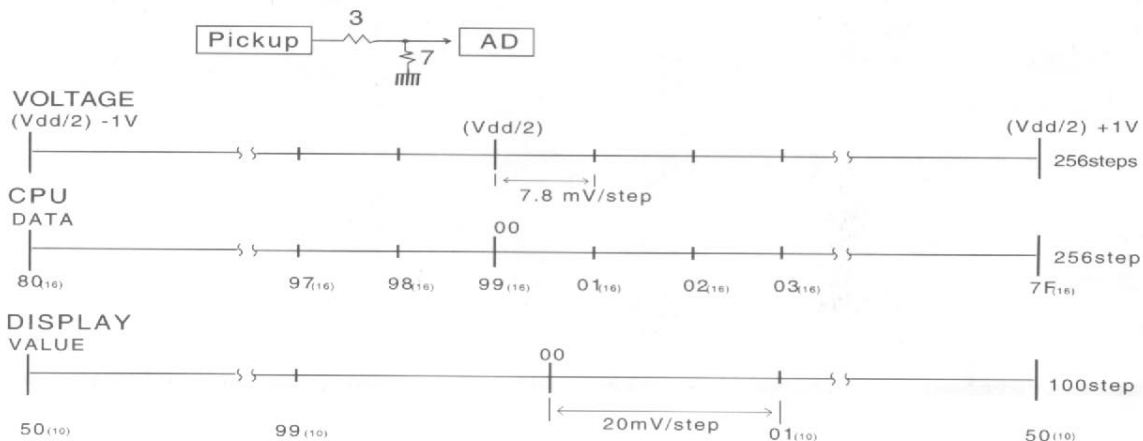 3
Pickup
AD
7
VOLTAGE
(Vdd/2) -1V
(Vdd/2)
(Vdd/2) +1V
256steps
7.8 mV/step
CPU
DATA
00
256step
80(16)
97(16)
98(16)
99(16)
01(16)
02(16)
03(16)
7F(16)
DISPLAY
VALUE
00
100step
20mV/step
50(10)
99(10)
01(10)
50(10)